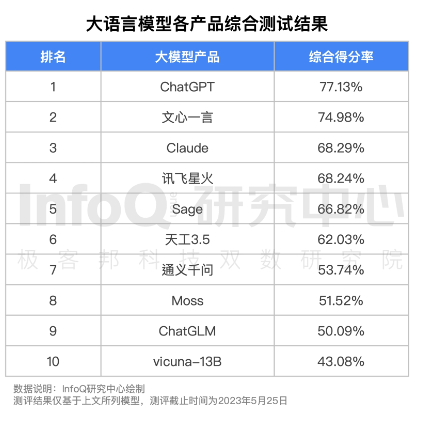 大语言模型各产品综合测试结果
排名 大模型产品 综合得分率
1 ChatGPT 77.13%
2 文心一言 74.98%
3 Claude 68.29%
4 讯飞星火 68.24%
5 Sage 66.82%
6 天工3.5 62.03%
7 通义千问 53.74%
8 Moss 51.52%
9 ChatGLM 50.09%
10 vicuna-13B 43.08%
InfoQ 研究中心
极客邦科技双数研究院
数据说明：InfoQ研究中心绘制
测评结果仅基于上文所列模型，测评截止时间为2023年5月25日